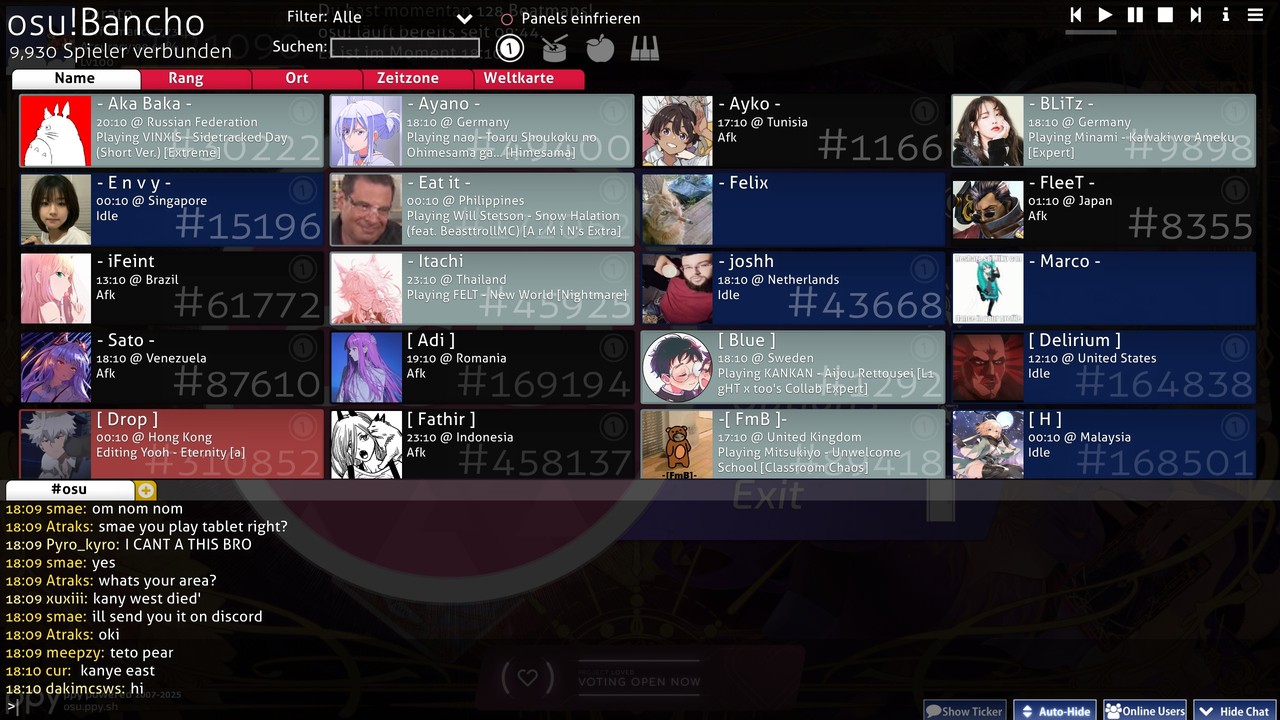 osu!Bancho
9,930 Spieler verbunden
Filter: Alle
Panels einfrieren
Suchen:
Name Rang Ort Zeitzone Weltkarte
- Aka Baka -
20:10 @ Russian Federation
Playing VINXIS - Sidetracked Day
(Short Ver.) [Extreme]
- Ayano -
18:10 @ Germany
Playing nao - Toaru Shoukoku no
Ohimesama ga... [Himesama]
- Ayko -
17:10 @ Tunisia
Afk
#1166
- BLiTz -
18:10 @ Germany
Playing Minami - Kawaki wo Ameku
[Expert]
#9898
- E n v y -
00:10 @ Singapore
Idle
#15196
- Eat it -
00:10 @ Philippines
Playing Will Stetson - Snow Halation
(feat. BeasttrollMC) [A r M i N's Extra]
- Felix
- FleeT -
01:10 @ Japan
Afk
#8355
- iFeint
13:10 @ Brazil
Afk
#61772
- Itachi
23:10 @ Thailand
Playing FELT - New World [Nightmare]
#45925
- joshh
18:10 @ Netherlands
Idle
#43668
- Marco -
- Sato -
18:10 @ Venezuela
Afk
#87610
[ Adi ]
19:10 @ Romania
Afk
#169194
[ Blue ]
18:10 @ Sweden
Playing KANKAN - Aijou Rettousei [L1
gHT x too's Collab Expert]
[ Delirium ]
12:10 @ United States
Idle
#164838
[ Drop ]
00:10 @ Hong Kong
Editing Yooh - Eternity [a]
#310852
[ Fathir ]
23:10 @ Indonesia
Afk
#458137
-[ FmB ]-
17:10 @ United Kingdom
Playing Mitsukiyo - Unwelcome
School [Classroom Chaos]
-[FmB]-
[ H ]
00:10 @ Malaysia
Idle
#168501
Exit
#osu
18:09 smae: om nom nom
18:09 Atraks: smae you play tablet right?
18:09 Pyro_kyro: I CANT A THIS BRO
18:09 smae: yes
18:09 Atraks: whats your area?
18:09 xuxiii: kany west died'
18:09 smae: ill send you it on discord
18:09 Atraks: oki
18:09 meepzy: teto pear
18:10 cur: kanye east
18:10 dakimcsws: hi
>|
VOTING OPEN NOW
osu.ppy.sh
Show Ticker
Auto-Hide
Online Users
Hide Chat